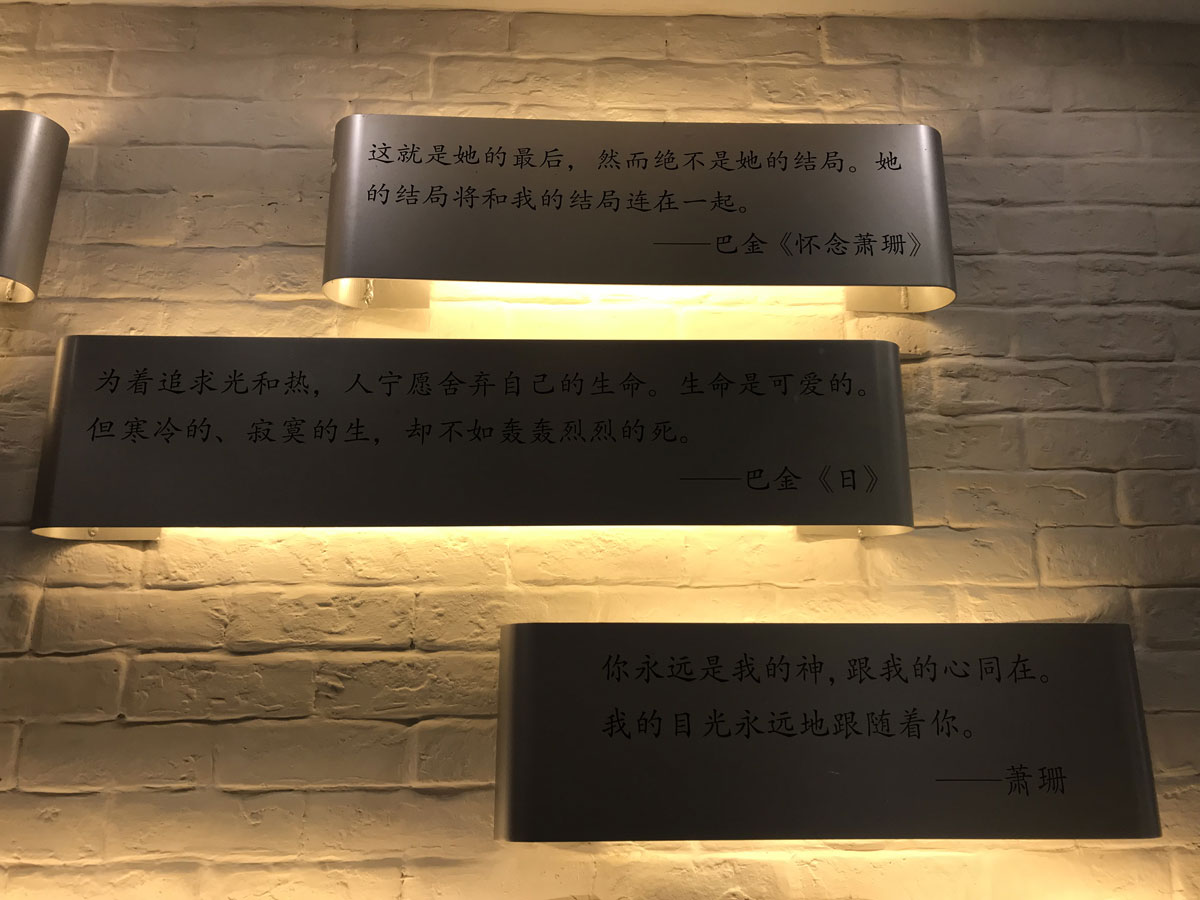 这就是她的最后，然而绝不是她的结局。她
的结局将和我的结局连在一起。
——巴金《怀念萧珊》
为着追求光和热，人宁愿舍弃自己的生命。生命是可爱的。
但寒冷的、寂寞的生，却不如轰轰烈烈的死。
——巴金《日》
你永远是我的神，跟我的心同在。
我的目光永远地跟随着你。
——萧珊